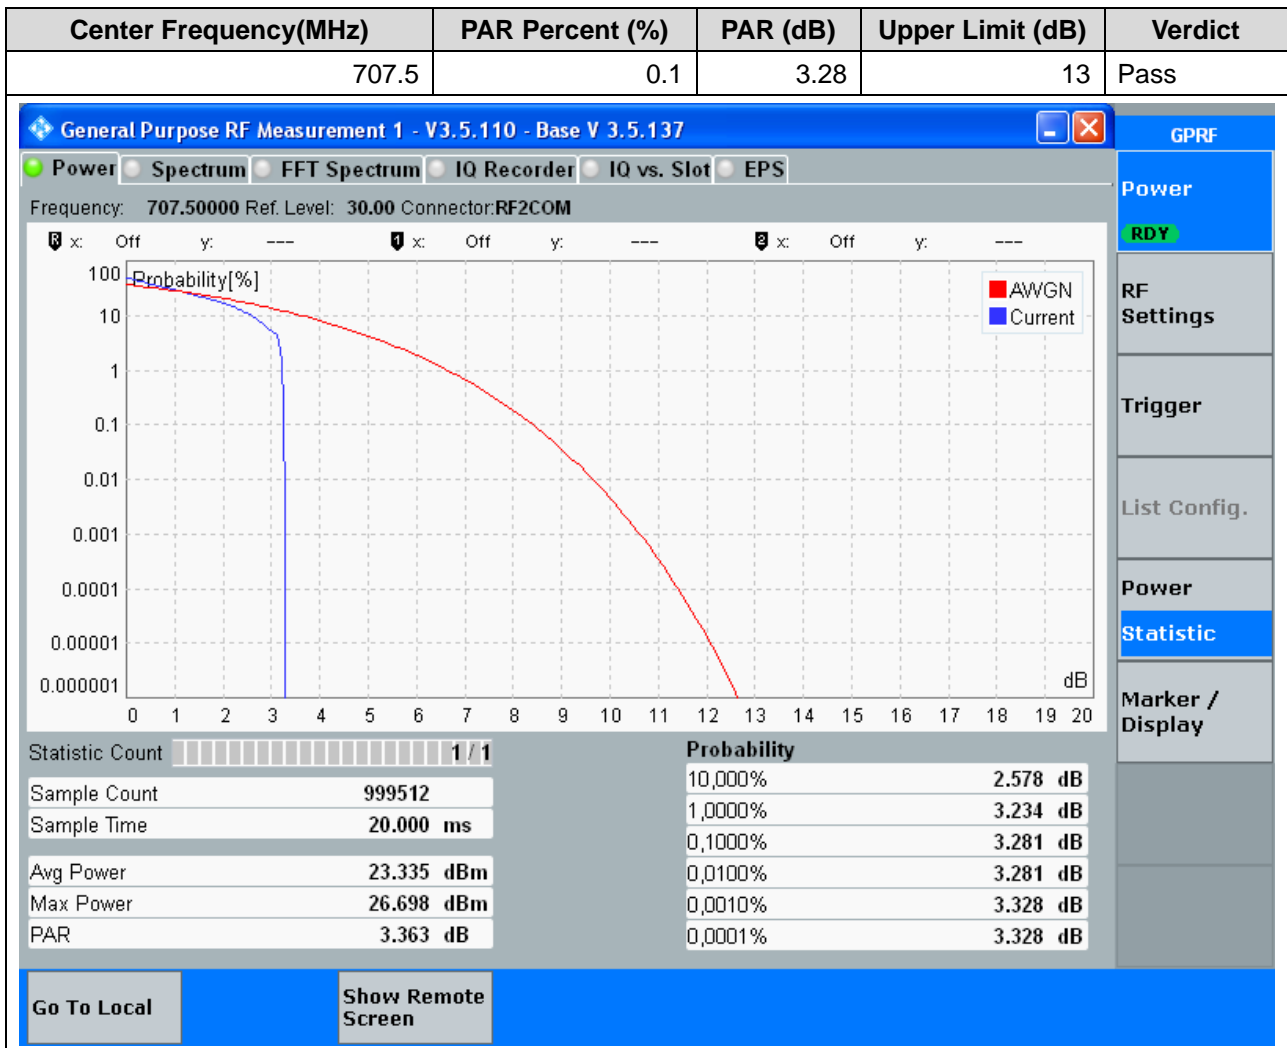 Center Frequency(MHz) PAR Percent (%) PAR (dB) Upper Limit (dB) Verdict
707.5 0.1 3.28 13 Pass
General Purpose RF Measurement 1 - V3.5.110 - Base V 3.5.137
GPRF
Power Spectrum FFT Spectrum IQ Recorder IQ vs. Slot EPS
Power
RDY
Frequency: 707.50000 Ref. Level: 30.00 Connector:RF2COM
R x: Off y: --- 1 x: Off y: --- 2 x: Off y: ---
Probability[%]
AWGN
Current
100
10
1
0.1
0.01
0.001
0.0001
0.00001
0.000001
dB
0 1 2 3 4 5 6 7 8 9 10 11 12 13 14 15 16 17 18 19 20
RF
Settings
Trigger
List Config.
Power
Statistic
Marker /
Display
Statistic Count 1 / 1
Sample Count 999512
Sample Time 20.000 ms
Avg Power 23.335 dBm
Max Power 26.698 dBm
PAR 3.363 dB
Probability
10,000% 2.578 dB
1,0000% 3.234 dB
0,1000% 3.281 dB
0,0100% 3.281 dB
0,0010% 3.328 dB
0,0001% 3.328 dB
Go To Local
Show Remote
Screen